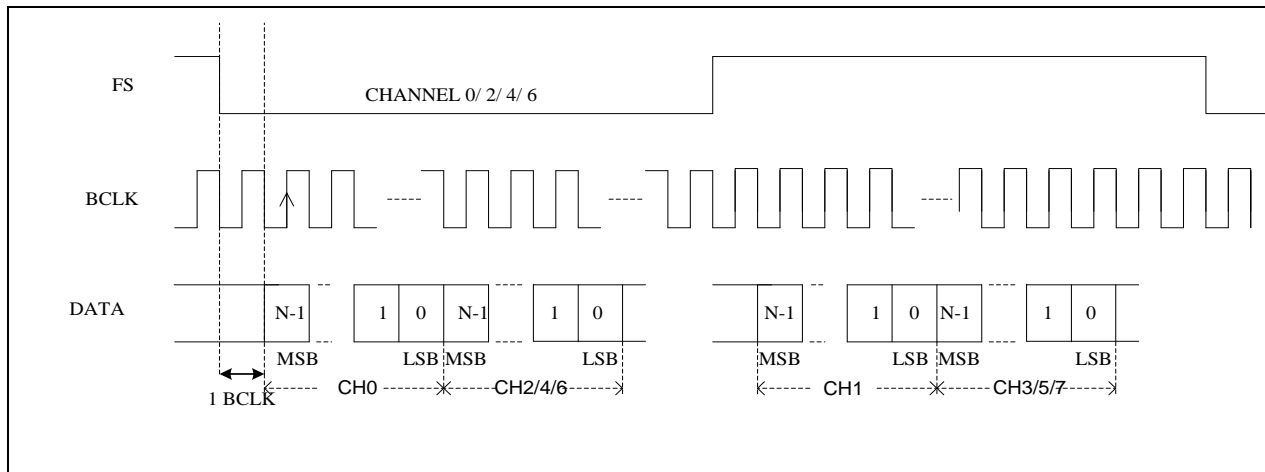 FS
CHANNEL 0/ 2/ 4/ 6
BCLK
DATA
N-1 1 0 N-1 1 0 N-1 1 0 N-1 1 0
MSB LSB MSB LSB MSB LSB MSB LSB
CH0 CH2/4/6 CH1 CH3/5/7
1 BCLK